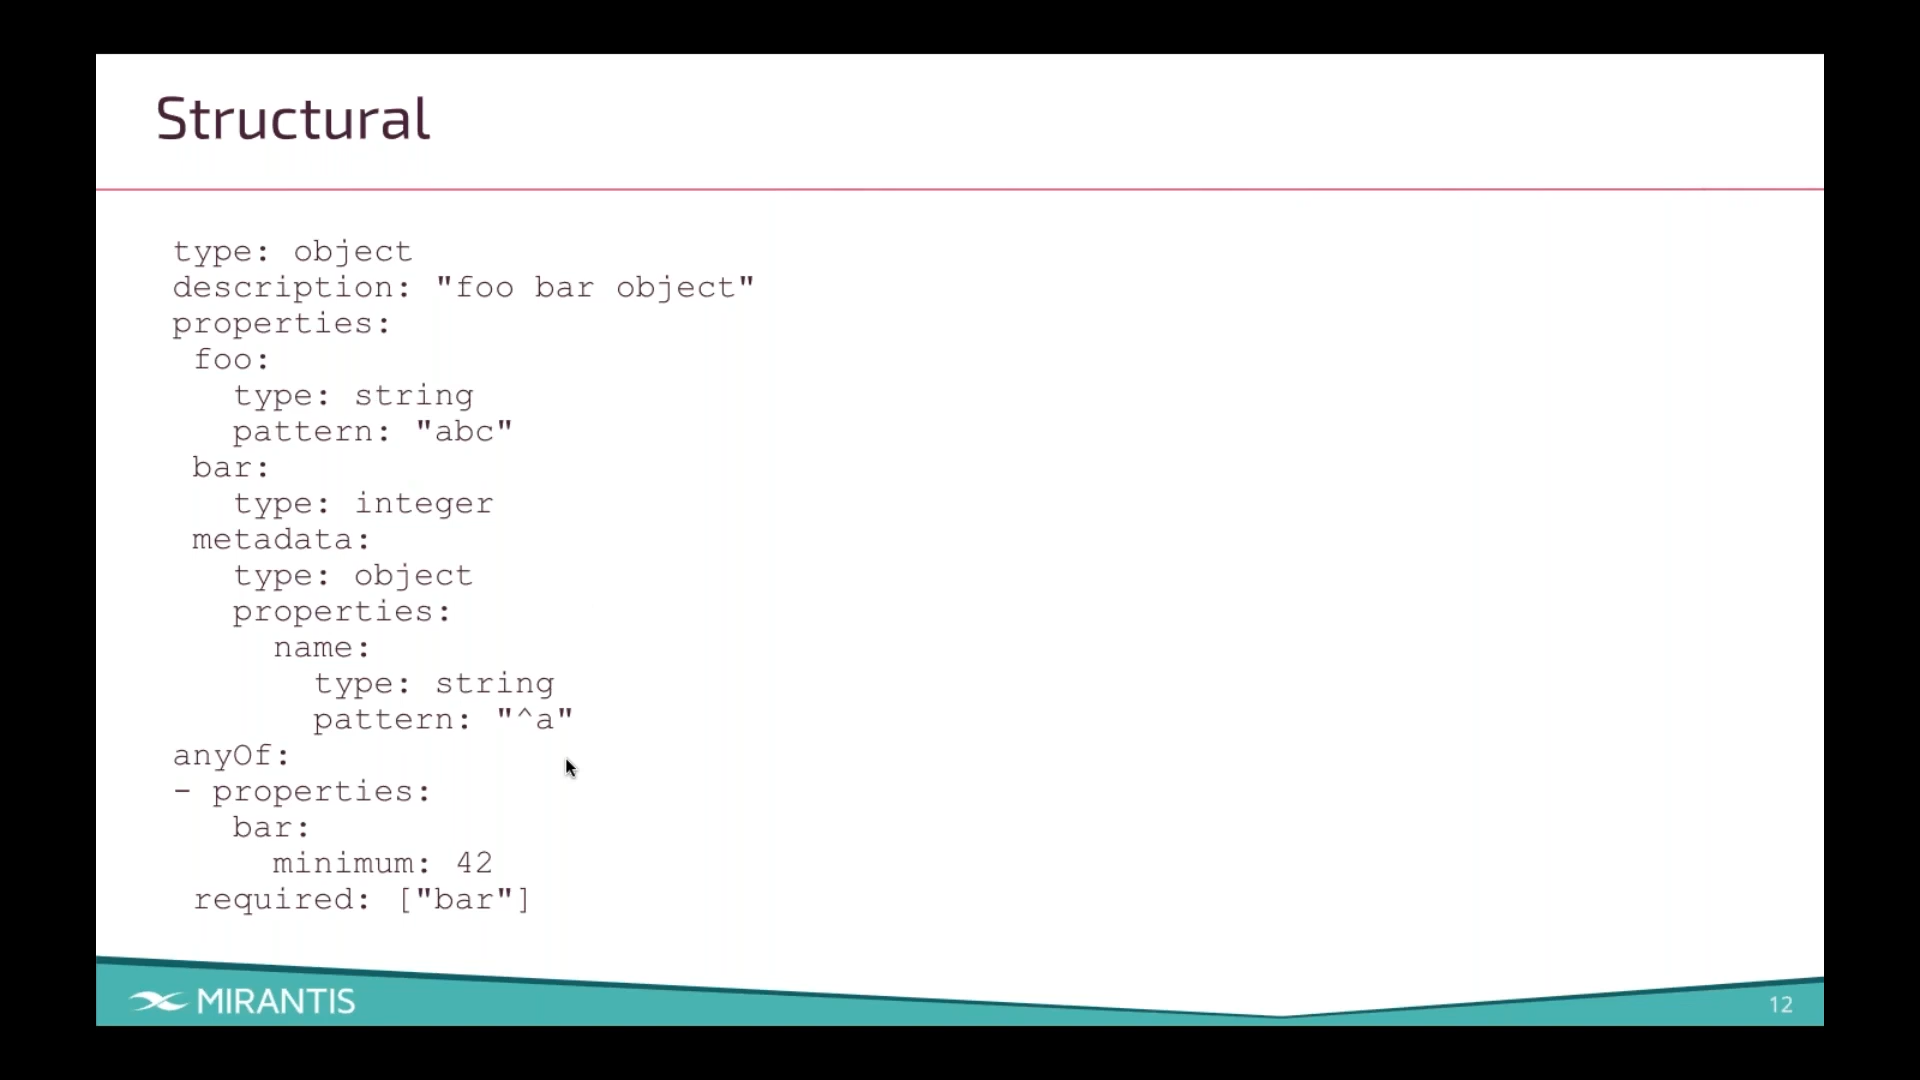 Structural
type: object
description: "foo bar object"
properties:
 foo:
   type: string
   pattern: "abc"
 bar:
   type: integer
 metadata:
   type: object
   properties:
     name:
       type: string
       pattern: "^a"
anyOf:
- properties:
   bar:
     minimum: 42
 required: ["bar"]
MIRANTIS
12